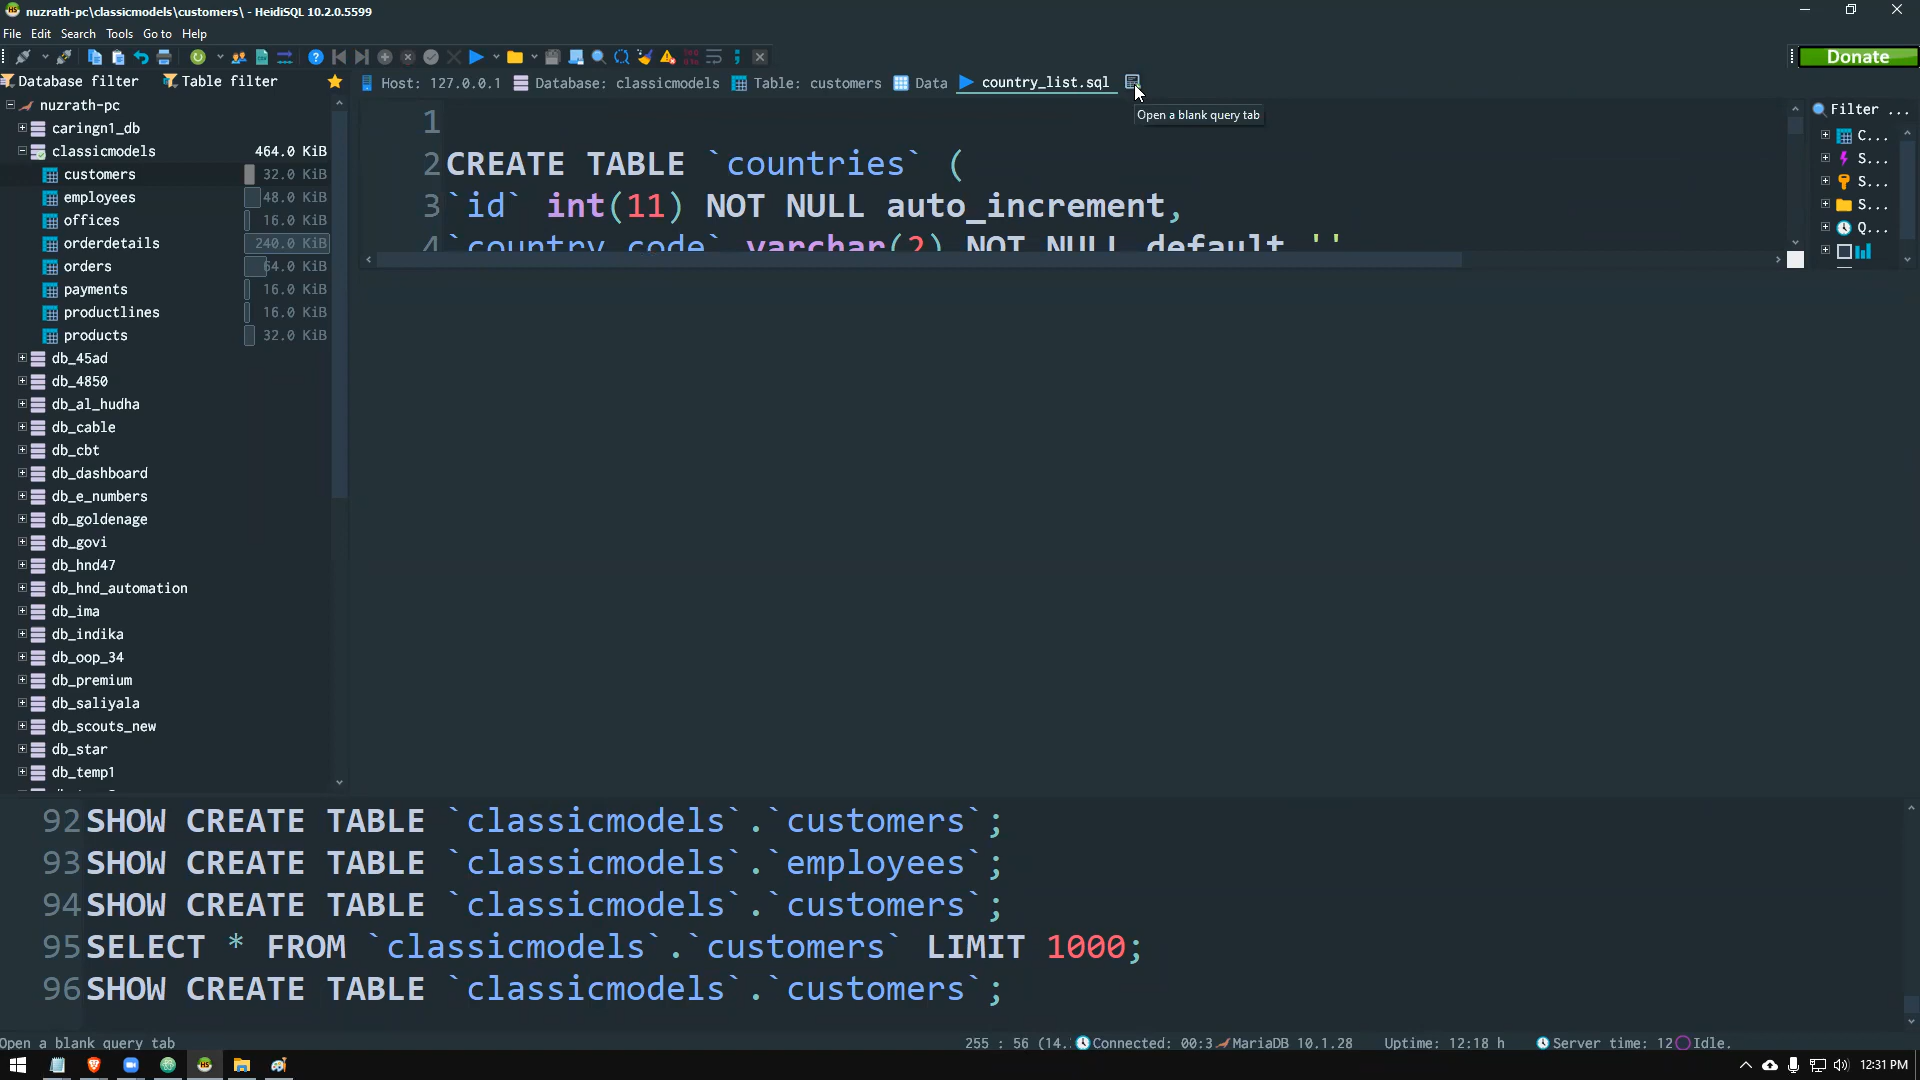 nuzrath-pc\classicmodels\customers\ - HeidiSQL 10.2.0.5599
File Edit Search Tools Go to Help
Donate
Database filter Table filter
Host: 127.0.0.1 Database: classicmodels Table: customers Data country_list.sql
Open a blank query tab
Filter ...
nuzrath-pc
caringn1_db
classicmodels 464.0 KiB
customers 32.0 KiB
employees 48.0 KiB
offices 16.0 KiB
orderdetails 240.0 KiB
orders 64.0 KiB
payments 16.0 KiB
productlines 16.0 KiB
products 32.0 KiB
db_45ad
db_4850
db_al_hudha
db_cable
db_cbt
db_dashboard
db_e_numbers
db_goldenage
db_govi
db_hnd47
db_hnd_automation
db_ima
db_indika
db_oop_34
db_premium
db_saliyala
db_scouts_new
db_star
db_temp1
1
2 CREATE TABLE `countries` (
3 `id` int(11) NOT NULL auto_increment,
4 `country_code` varchar(2) NOT NULL default ''
C...
S...
S...
S...
Q...
92 SHOW CREATE TABLE `classicmodels`.`customers`;
93 SHOW CREATE TABLE `classicmodels`.`employees`;
94 SHOW CREATE TABLE `classicmodels`.`customers`;
95 SELECT * FROM `classicmodels`.`customers` LIMIT 1000;
96 SHOW CREATE TABLE `classicmodels`.`customers`;
Open a blank query tab 255 : 56 (14. Connected: 00:3 MariaDB 10.1.28 Uptime: 12:18 h Server time: 12 Idle.
12:31 PM